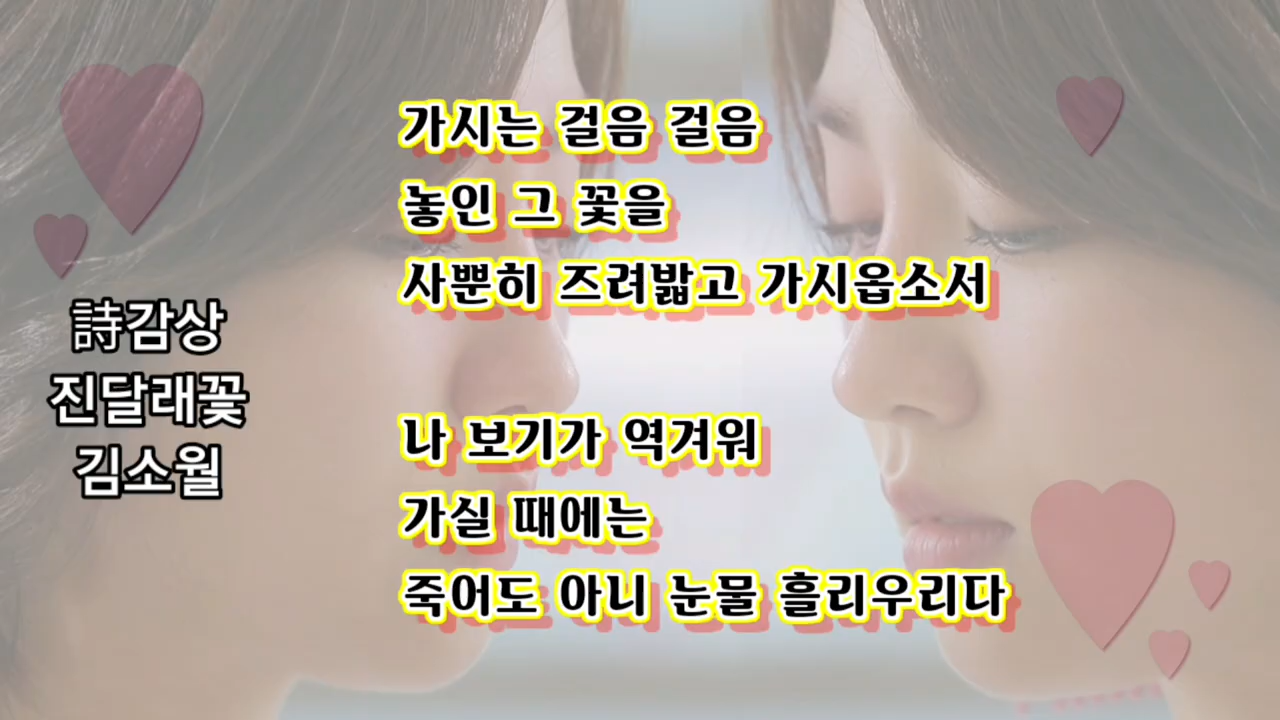 詩감상
진달래꽃
김소월
가시는 걸음 걸음
놓인 그 꽃을
사뿐히 즈려밟고 가시옵소서
나 보기가 역겨워
가실 때에는
죽어도 아니 눈물 흘리우리다